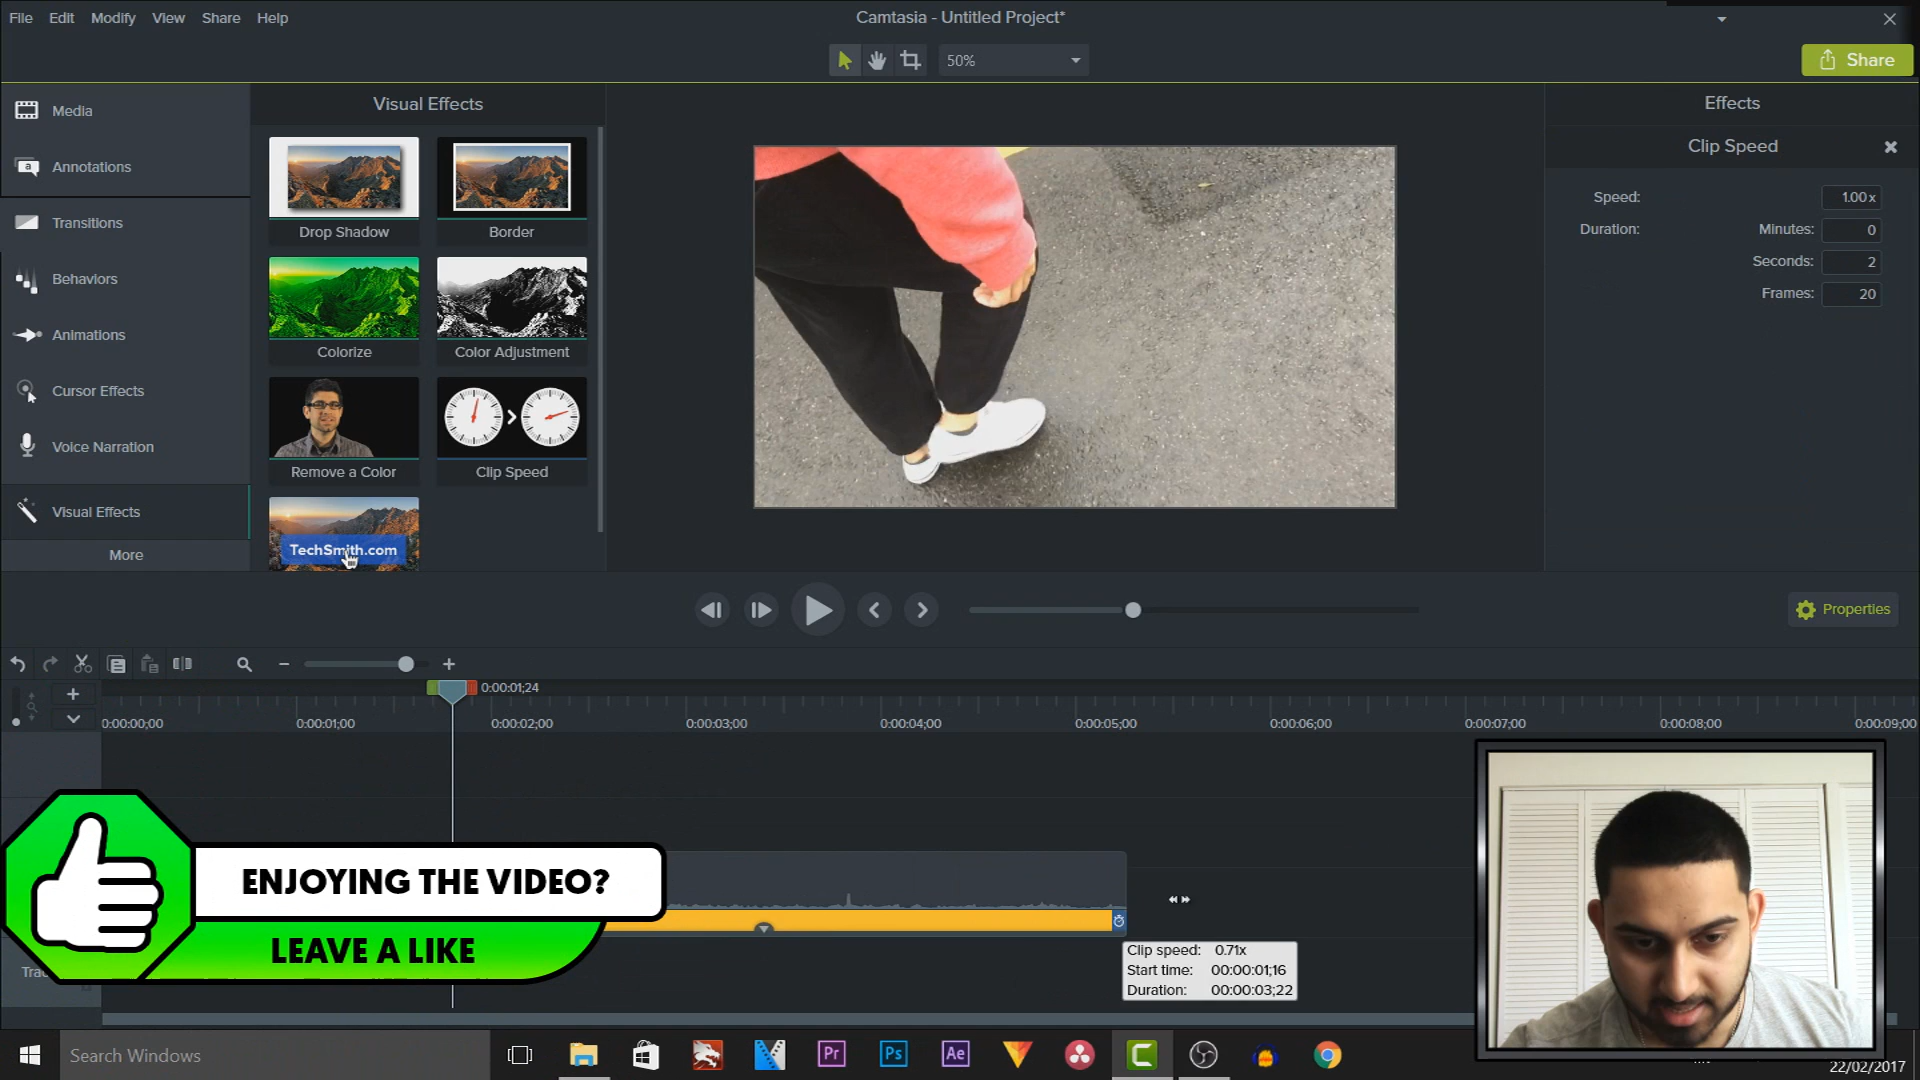 File Edit Modify View Share Help
Camtasia - Untitled Project*
50%
Share
Media
Annotations
Transitions
Behaviors
Animations
Cursor Effects
Voice Narration
Visual Effects
More
Visual Effects
Drop Shadow
Border
Colorize
Color Adjustment
Remove a Color
Clip Speed
TechSmith.com
Effects
Clip Speed
Speed: 1.00x
Duration: Minutes: 0
Seconds: 2
Frames: 20
Properties
0:00:01;24
0:00:00;00 0:00:01;00 0:00:02;00 0:00:03;00 0:00:04;00 0:00:05;00 0:00:06;00 0:00:07;00 0:00:08;00 0:00:09;00
ENJOYING THE VIDEO?
LEAVE A LIKE
Clip speed: 0.71x
Start time: 00:00:01;16
Duration: 00:00:03;22
Search Windows
Pr
Ps
Ae
22/02/2017